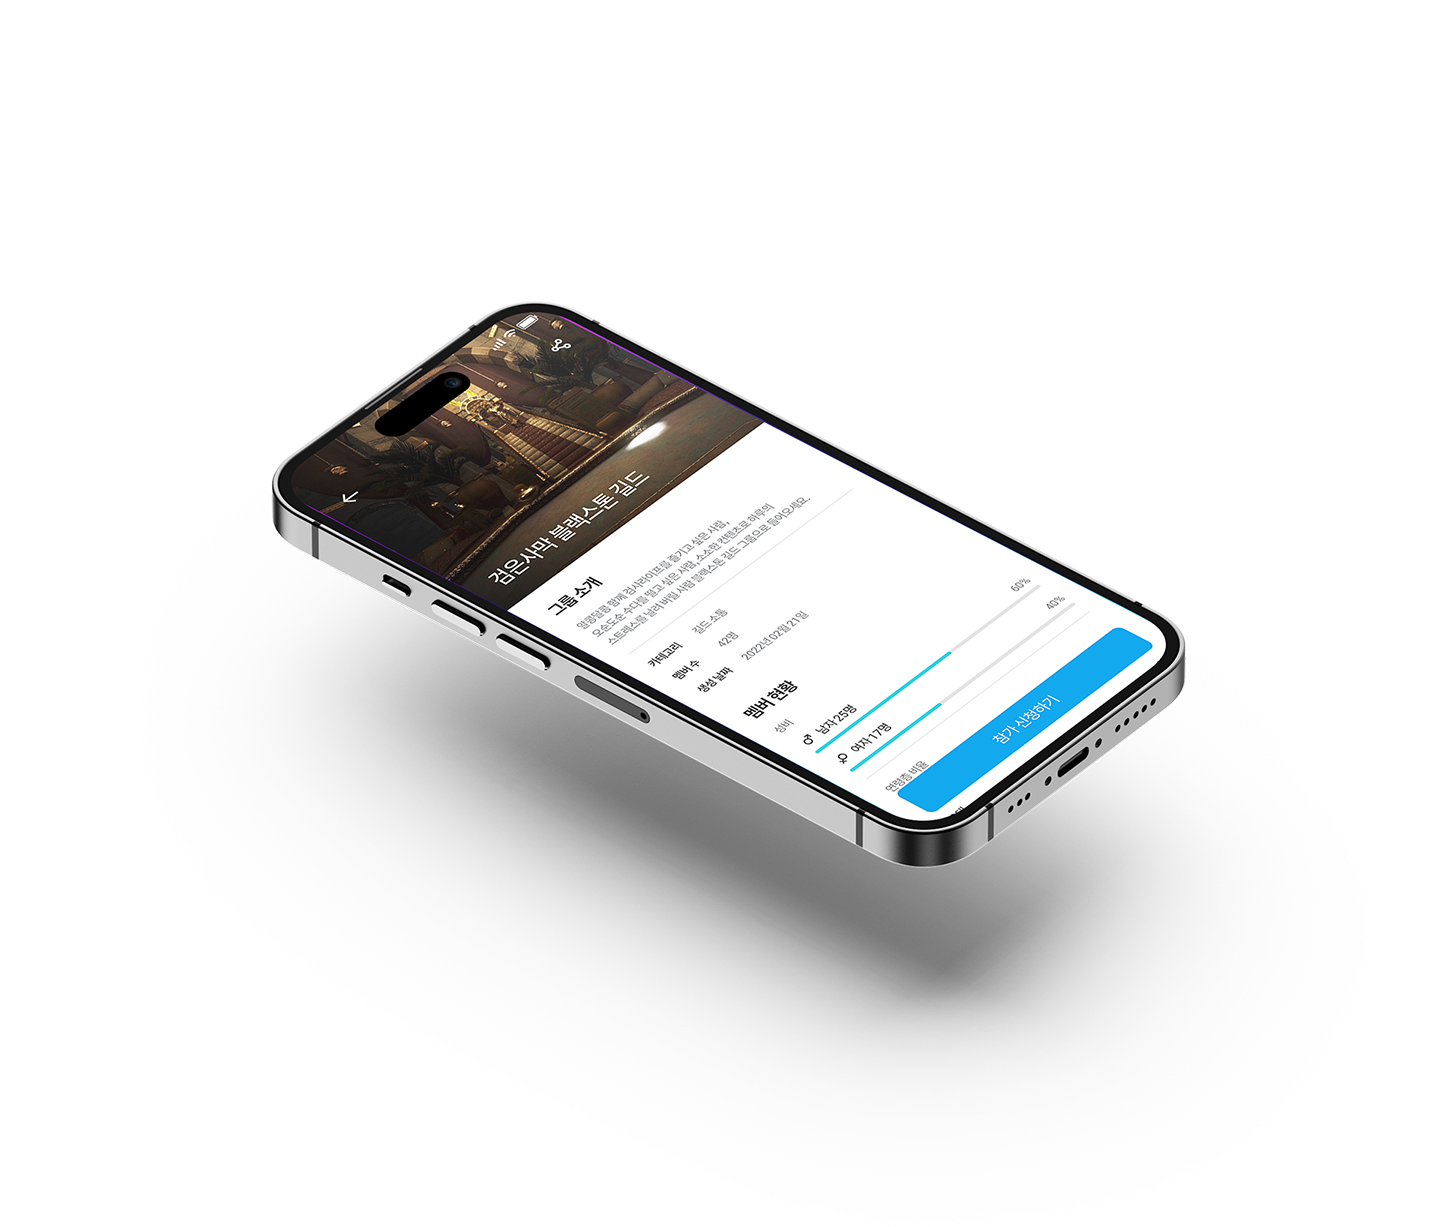 검은사막 블랙스톤 길드
그룹 소개
알콩달콩 함께 검사라이프를 즐기고 싶은 사람,
오순도순 수다를 떨고 싶은 사람, 소소한 컨텐츠로 하루의
스트레스를 날려 버릴 사람 블랙스톤 길드 그룹으로 들어오세요.
카테고리 길드 소통
멤버 수 42명
생성 날짜 2022년 02월 21일
멤버 현황
성비
남자 25명 60%
여자 17명 40%
연령층 비율
참가 신청하기